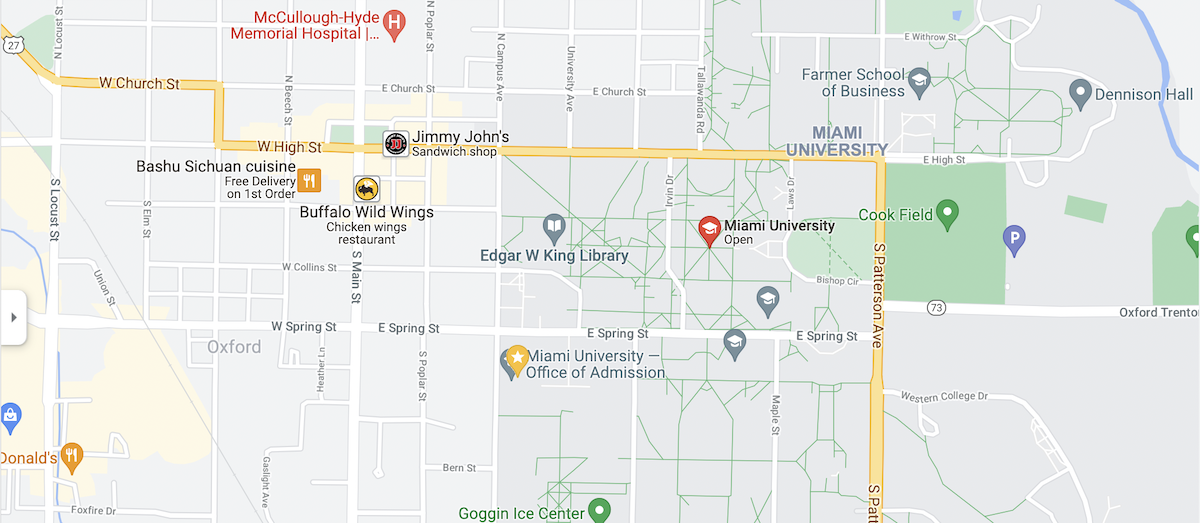 McCullough-Hyde
Memorial Hospital |...
27
N Locust St
N Poplar St
N Campus Ave
University Ave
Tallawanda Rd
E Withrow St
Farmer School
of Business
Dennison Hall
W Church St
E Church St
E Church St
N Beech St
Jimmy John's
Sandwich shop
W High St
MIAMI
UNIVERSITY
E High St
Bashu Sichuan cuisine
Free Delivery
on 1st Order
Buffalo Wild Wings
Chicken wings
restaurant
S Locust St
S Elm St
Irvin Dr
Laws Dr
Cook Field
P
Miami University
Open
Edgar W King Library
W Collins St
Union St
S Main St
Bishop Cir
S Patterson Ave
73
Oxford Trento
W Spring St
E Spring St
E Spring St
E Spring St
Oxford
Heather Ln
S Poplar St
Miami University —
Office of Admission
Maple St
Western College Dr
Donald's
Gaslight Ave
Bern St
Foxfire Dr
Goggin Ice Center
S Patt